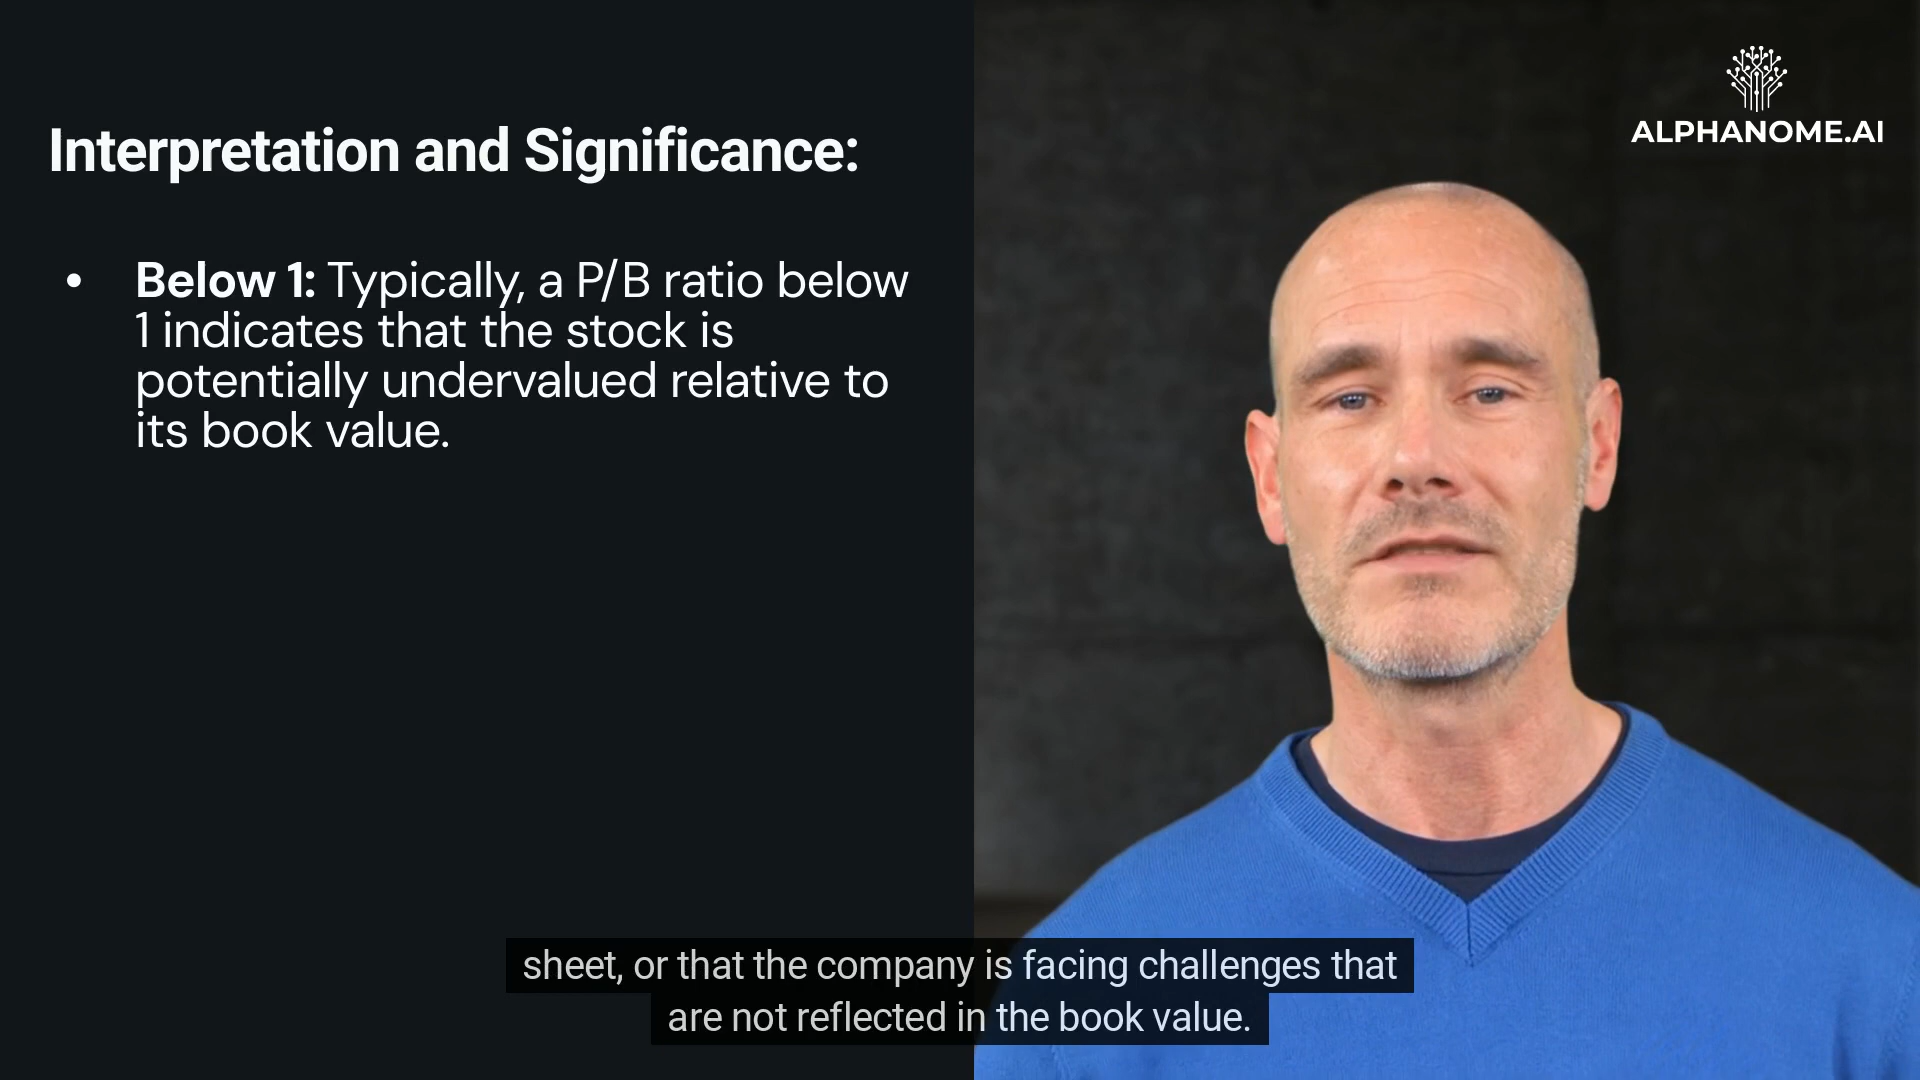 ALPHANOME.AI
Interpretation and Significance:
• Below 1: Typically, a P/B ratio below
1 indicates that the stock is
potentially undervalued relative to
its book value.
sheet, or that the company is facing challenges that
are not reflected in the book value.